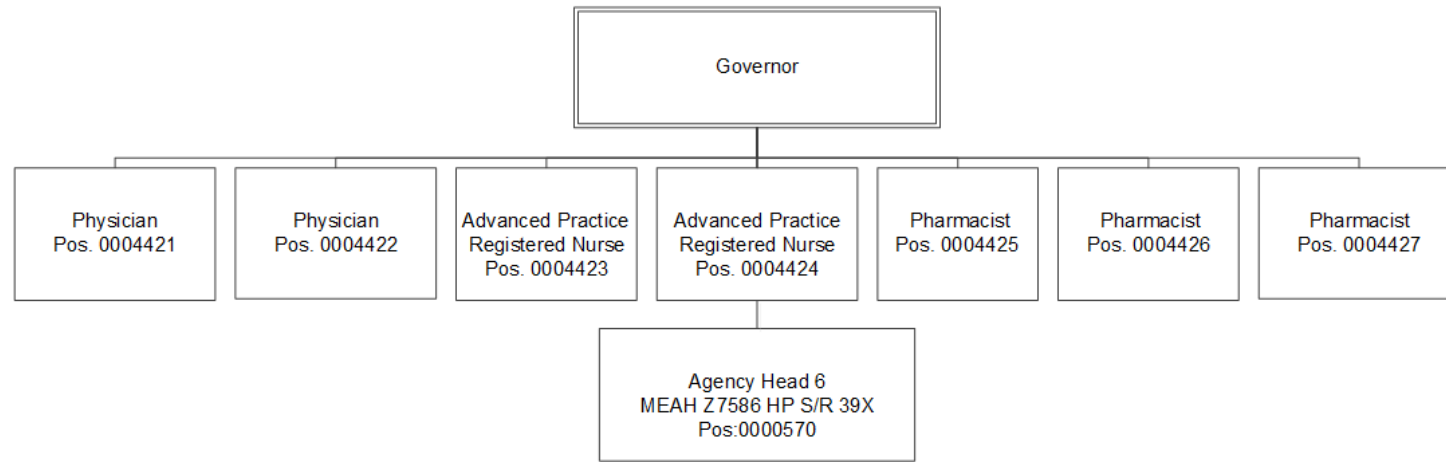 Governor
Physician
Pos. 0004421
Physician
Pos. 0004422
Advanced Practice
Registered Nurse
Pos. 0004423
Advanced Practice
Registered Nurse
Pos. 0004424
Pharmacist
Pos. 0004425
Pharmacist
Pos. 0004426
Pharmacist
Pos. 0004427
Agency Head 6
MEAH Z7586 HP S/R 39X
Pos:0000570